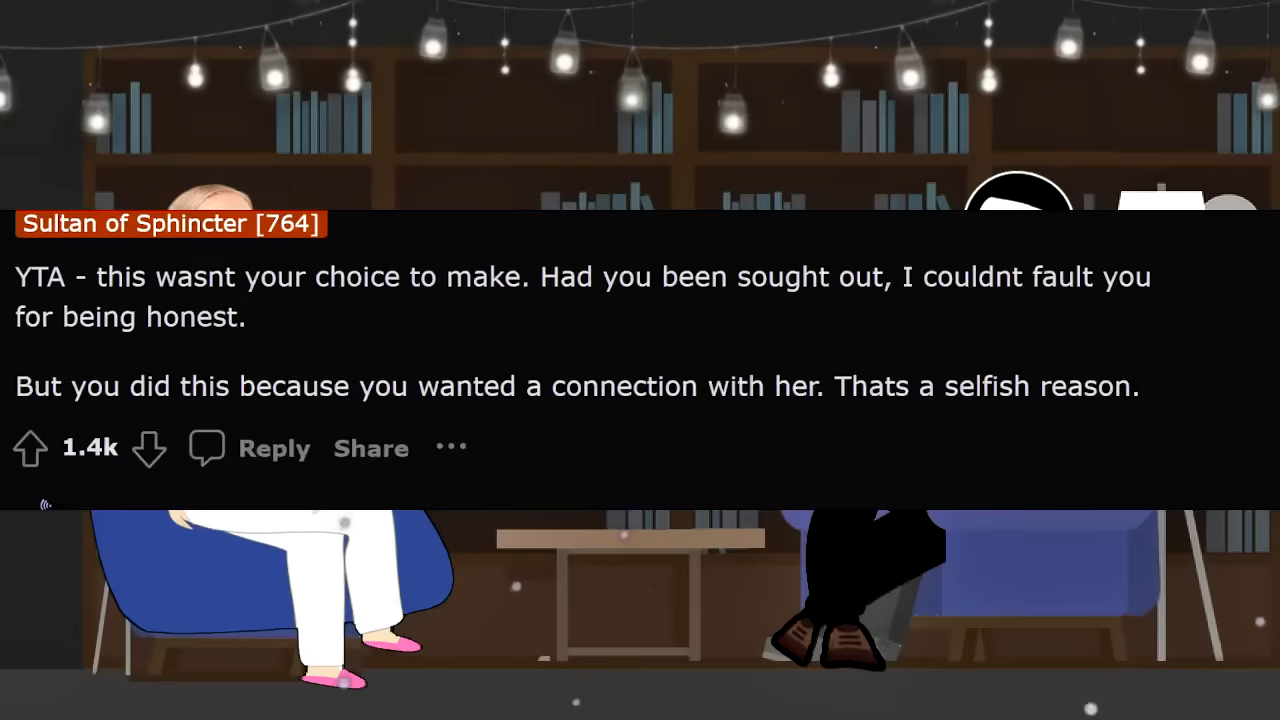 Sultan of Sphincter [764]
YTA - this wasnt your choice to make. Had you been sought out, I couldnt fault you
for being honest.
But you did this because you wanted a connection with her. Thats a selfish reason.
1.4k Reply Share ···